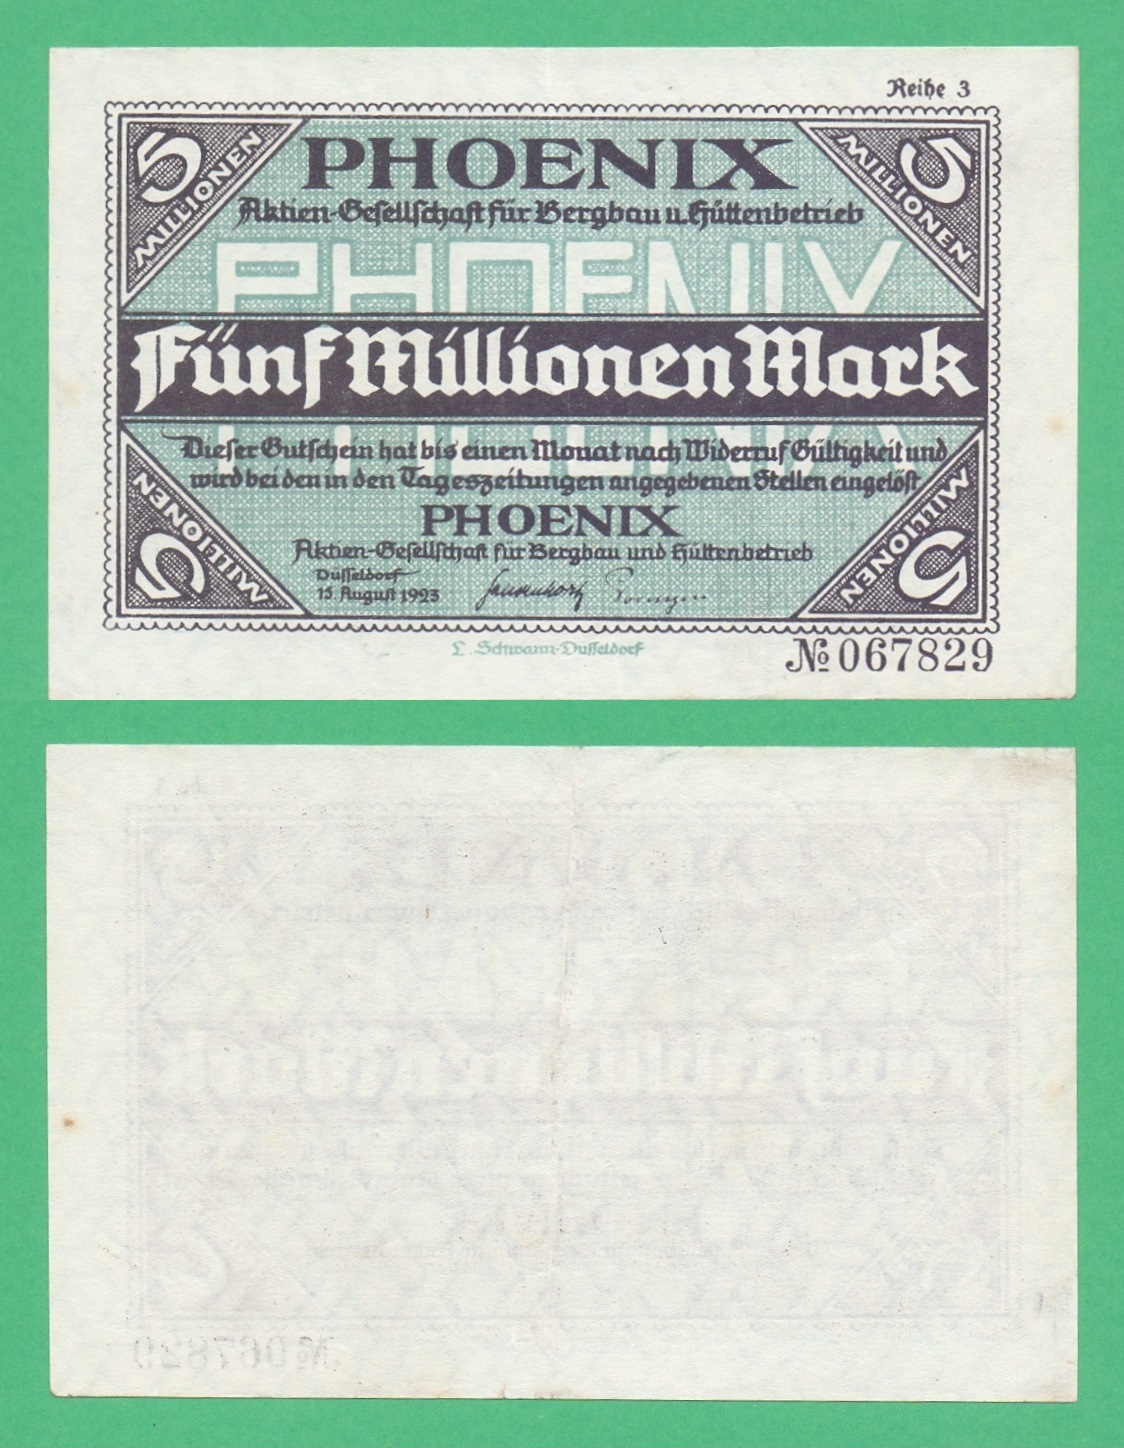 Reihe 3
5 MILLIONEN
5 MILLIONEN
PHOENIX
Aktien-Gesellschaft für Bergbau u. Hüttenbetrieb
PHOENIX
Fünf Millionen Mark
Dieser Gutschein hat bis einen Monat nach Widerruf Gültigkeit und
wird bei den in den Tageszeitungen angegebenen Stellen eingelöst
PHOENIX
Aktien-Gesellschaft für Bergbau und Hüttenbetrieb
Düsseldorf
15 August 1923
5 MILLIONEN
5 MILLIONEN
L. Schwann-Düsseldorf
№ 067829